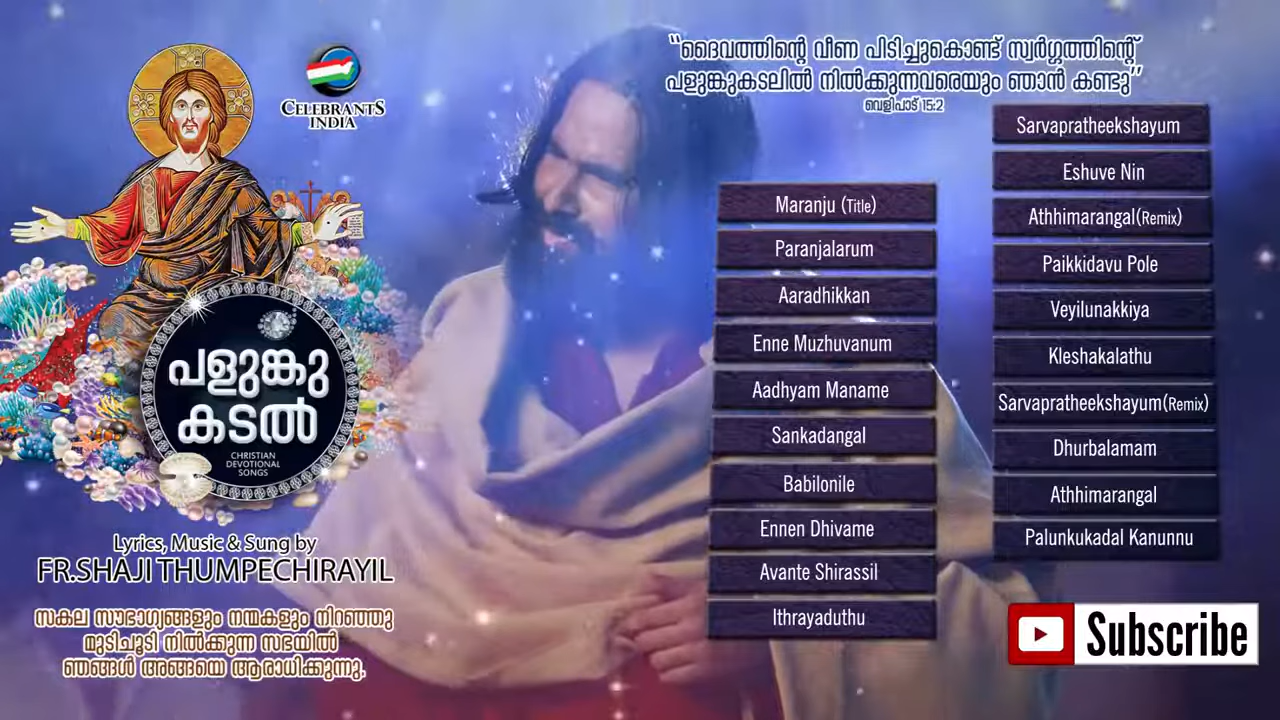 CELEBRANTS
INDIA
“ദൈവത്തിന്റെ വീണ പിടിച്ചുകൊണ്ട് സ്വർഗ്ഗത്തിന്റെ
പളുങ്കുകടലിൽ നിൽക്കുന്നവരെയും ഞാൻ കണ്ടു”
വെളിപാട് 15:2
പളുങ്കു
കടൽ
CHRISTIAN
DEVOTIONAL
SONGS
Lyrics, Music & Sung by
FR.SHAJI THUMPECHIRAYIL
സകല സൗഭാഗ്യങ്ങളും നന്മകളും നിറഞ്ഞു
മുടിചൂടി നിൽക്കുന്ന സഭയിൽ
ഞങ്ങൾ അങ്ങയെ ആരാധിക്കുന്നു.
Maranju (Title)
Paranjalarum
Aaradhikkan
Enne Muzhuvanum
Aadhyam Maname
Sankadangal
Babilonile
Ennen Dhivame
Avante Shirassil
Ithrayaduthu
Sarvapratheekshayum
Eshuve Nin
Athhimarangal(Remix)
Paikkidavu Pole
Veyilunakkiya
Kleshakalathu
Sarvapratheekshayum(Remix)
Dhurbalamam
Athhimarangal
Palunkukadal Kanunnu
Subscribe